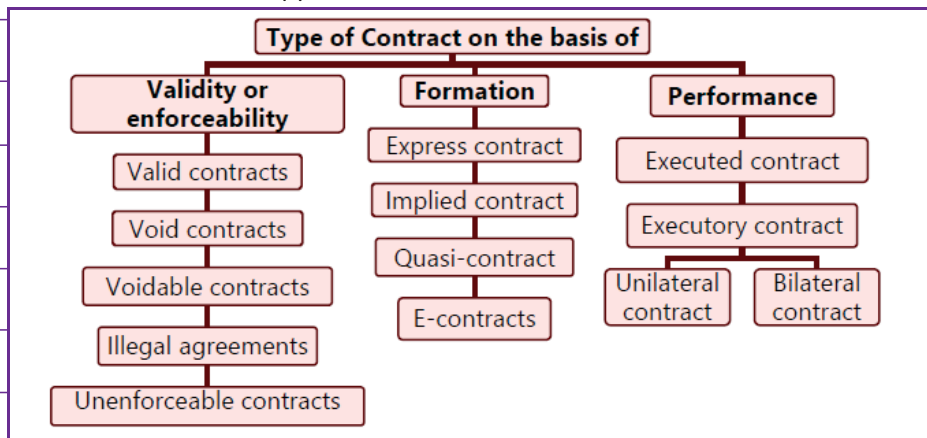 Type of Contract on the basis of
Validity or
enforceability
Valid contracts
Void contracts
Voidable contracts
Illegal agreements
Unenforceable contracts
Formation
Express contract
Implied contract
Quasi-contract
E-contracts
Performance
Executed contract
Executory contract
Unilateral
contract
Bilateral
contract